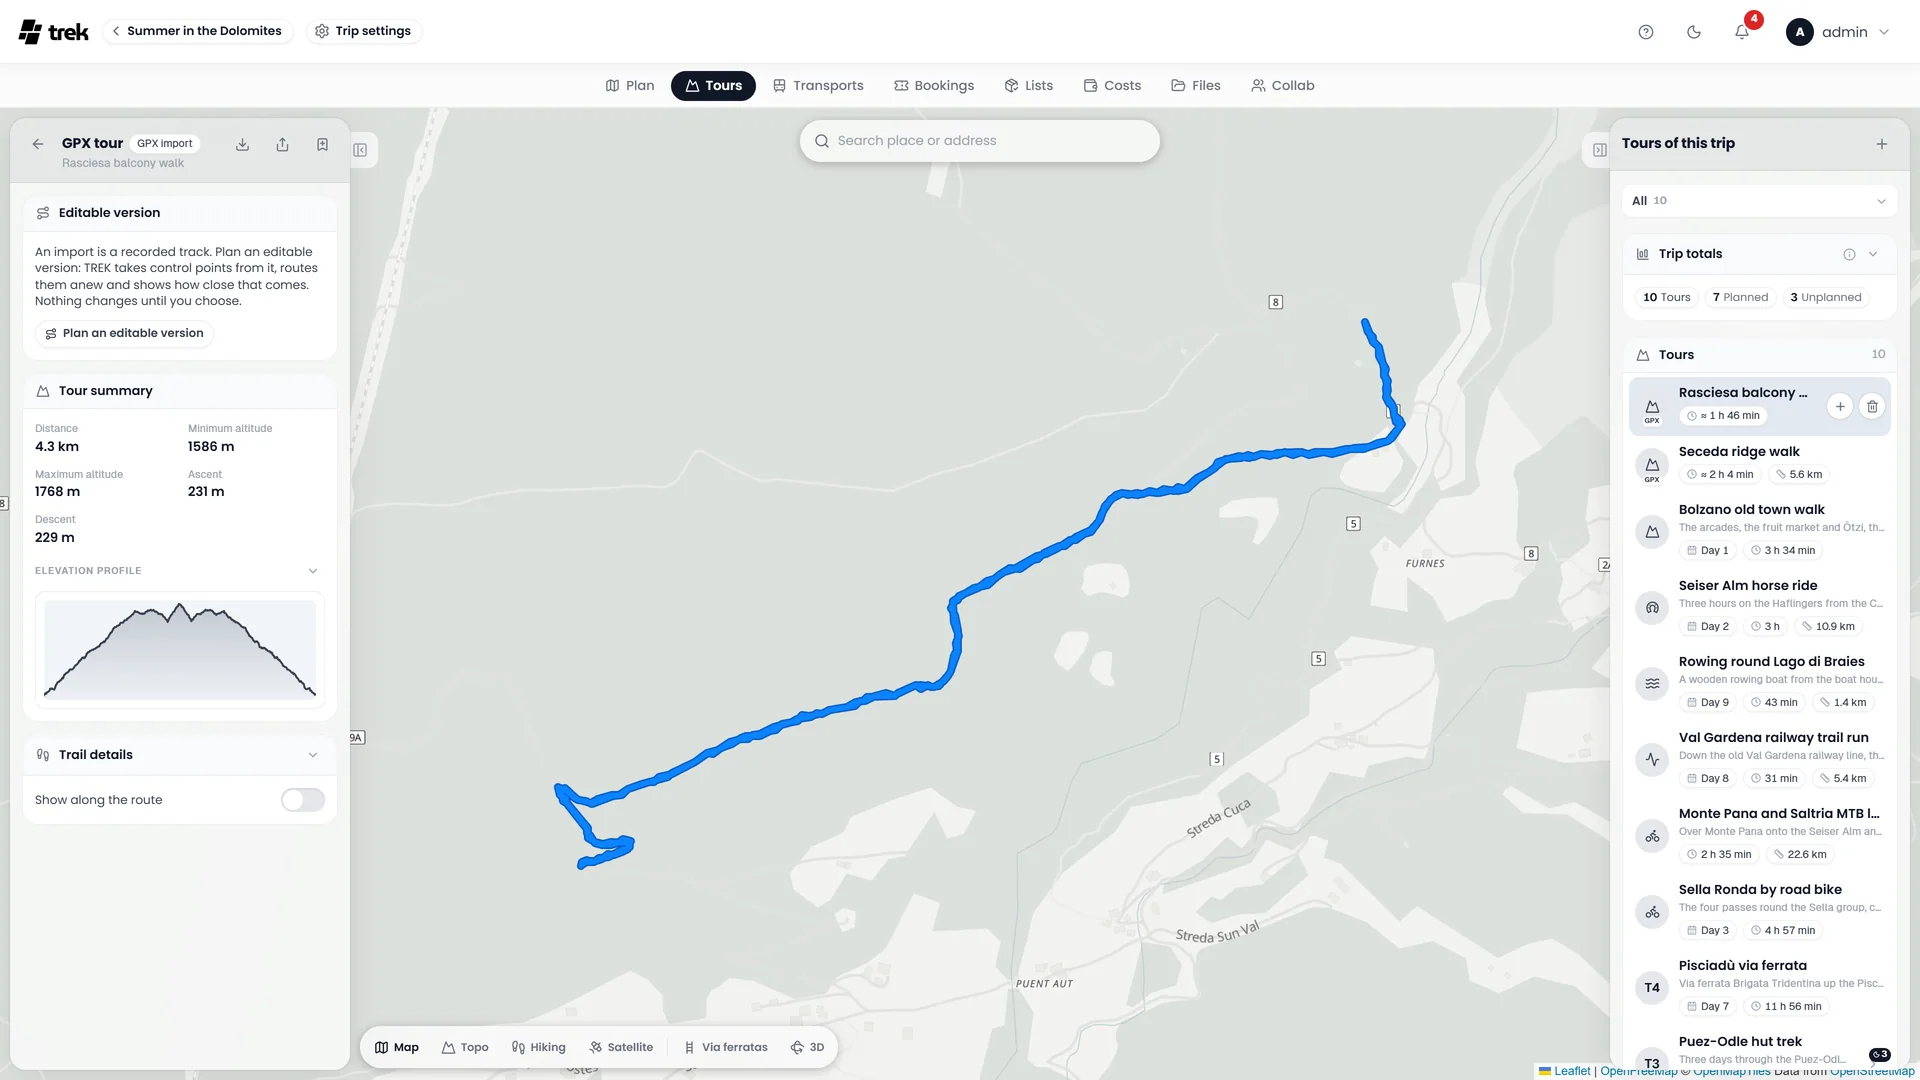 trek
Summer in the Dolomites
Trip settings
4
A
admin
Plan
Tours
Transports
Bookings
Lists
Costs
Files
Collab
GPX tour
GPX import
Rasciesa balcony walk
Editable version
An import is a recorded track. Plan an editable
version: TREK takes control points from it, routes
them anew and shows how close that comes.
Nothing changes until you choose.
Plan an editable version
Tour summary
Distance
4.3 km
Minimum altitude
1586 m
Maximum altitude
1768 m
Ascent
231 m
Descent
229 m
ELEVATION PROFILE
Trail details
Show along the route
Search place or address
8
8
5
8
FURNES
5
9A
5
Streda Cuca
Streda Sun Val
PUENT AUT
Map
Topo
Hiking
Satellite
Via ferratas
3D
Tours of this trip
All 10
Trip totals
10 Tours
7 Planned
3 Unplanned
Tours
10
GPX
Rasciesa balcony ...
≈ 1 h 46 min
GPX
Seceda ridge walk
≈ 2 h 4 min
5.6 km
Bolzano old town walk
The arcades, the fruit market and Ötzi, th...
Day 1
3 h 34 min
Seiser Alm horse ride
Three hours on the Haflingers from the C...
Day 2
3 h
10.9 km
Rowing round Lago di Braies
A wooden rowing boat from the boat hou...
Day 9
43 min
1.4 km
Val Gardena railway trail run
Down the old Val Gardena railway line, th...
Day 8
31 min
5.4 km
Monte Pana and Saltria MTB l...
Over Monte Pana onto the Seiser Alm an...
2 h 35 min
22.6 km
Sella Ronda by road bike
The four passes round the Sella group, c...
Day 3
4 h 57 min
T4
Pisciadù via ferrata
Via ferrata Brigata Tridentina up the Pisc...
Day 7
11 h 56 min
T3
Puez-Odle hut trek
Three days through the Puez-Odl...
3
Leaflet | OpenFreeMap © OpenMapTiles Data from OpenStreetMap